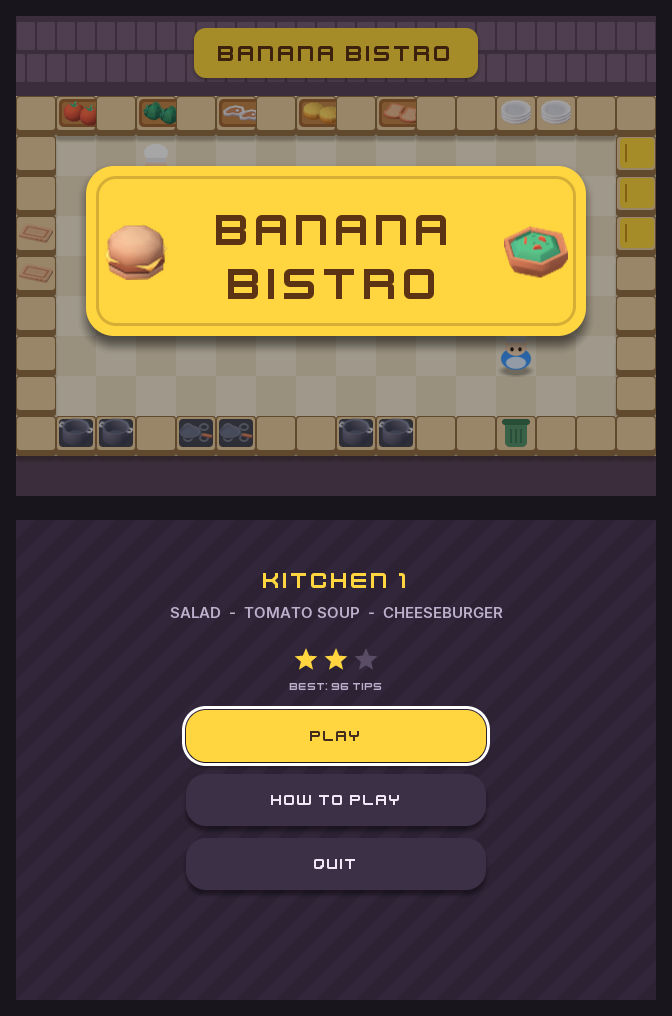 BANANA BISTRO
BANANA
BISTRO
KITCHEN 1
SALAD - TOMATO SOUP - CHEESEBURGER
BEST: 96 TIPS
PLAY
HOW TO PLAY
QUIT